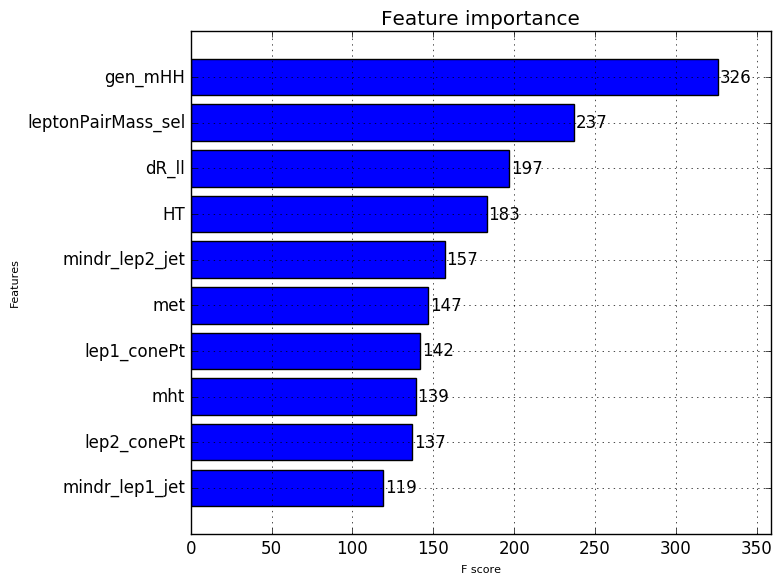 Feature importance
gen_mHH 326
leptonPairMass_sel 237
dR_ll 197
HT 183
mindr_lep2_jet 157
met 147
lep1_conePt 142
mht 139
lep2_conePt 137
mindr_lep1_jet 119
Features
0 50 100 150 200 250 300 350
F score